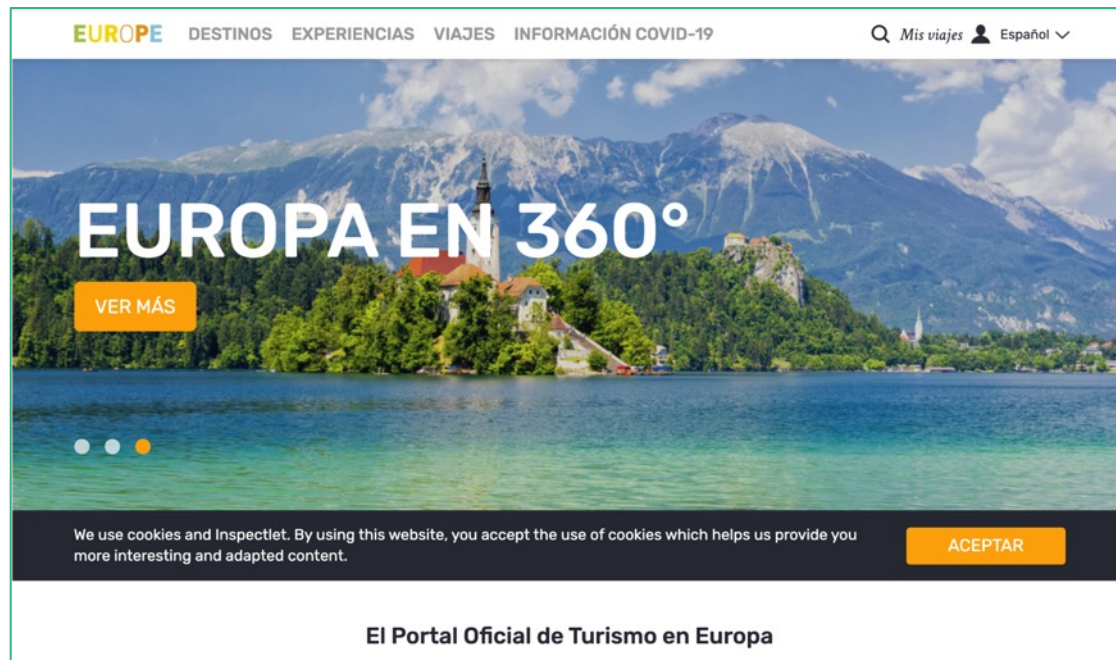 EUROPE DESTINOS EXPERIENCIAS VIAJES INFORMACIÓN COVID-19 Mis viajes Español
EUROPA EN 360°
VER MÁS
We use cookies and Inspectlet. By using this website, you accept the use of cookies which helps us provide you
more interesting and adapted content.
ACEPTAR
El Portal Oficial de Turismo en Europa